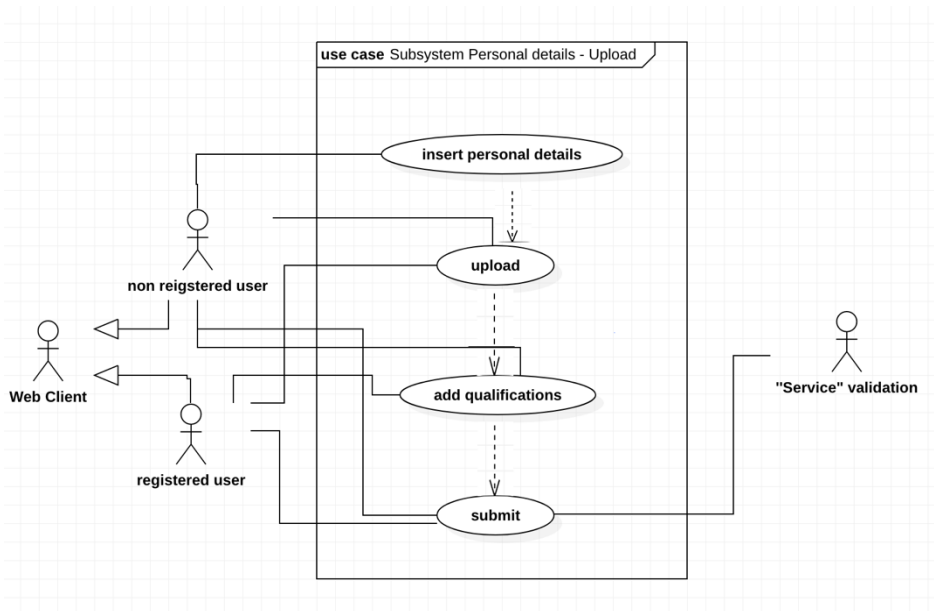 use case Subsystem Personal details - Upload
insert personal details
upload
non reigstered user
Web Client
"Service" validation
add qualifications
registered user
submit